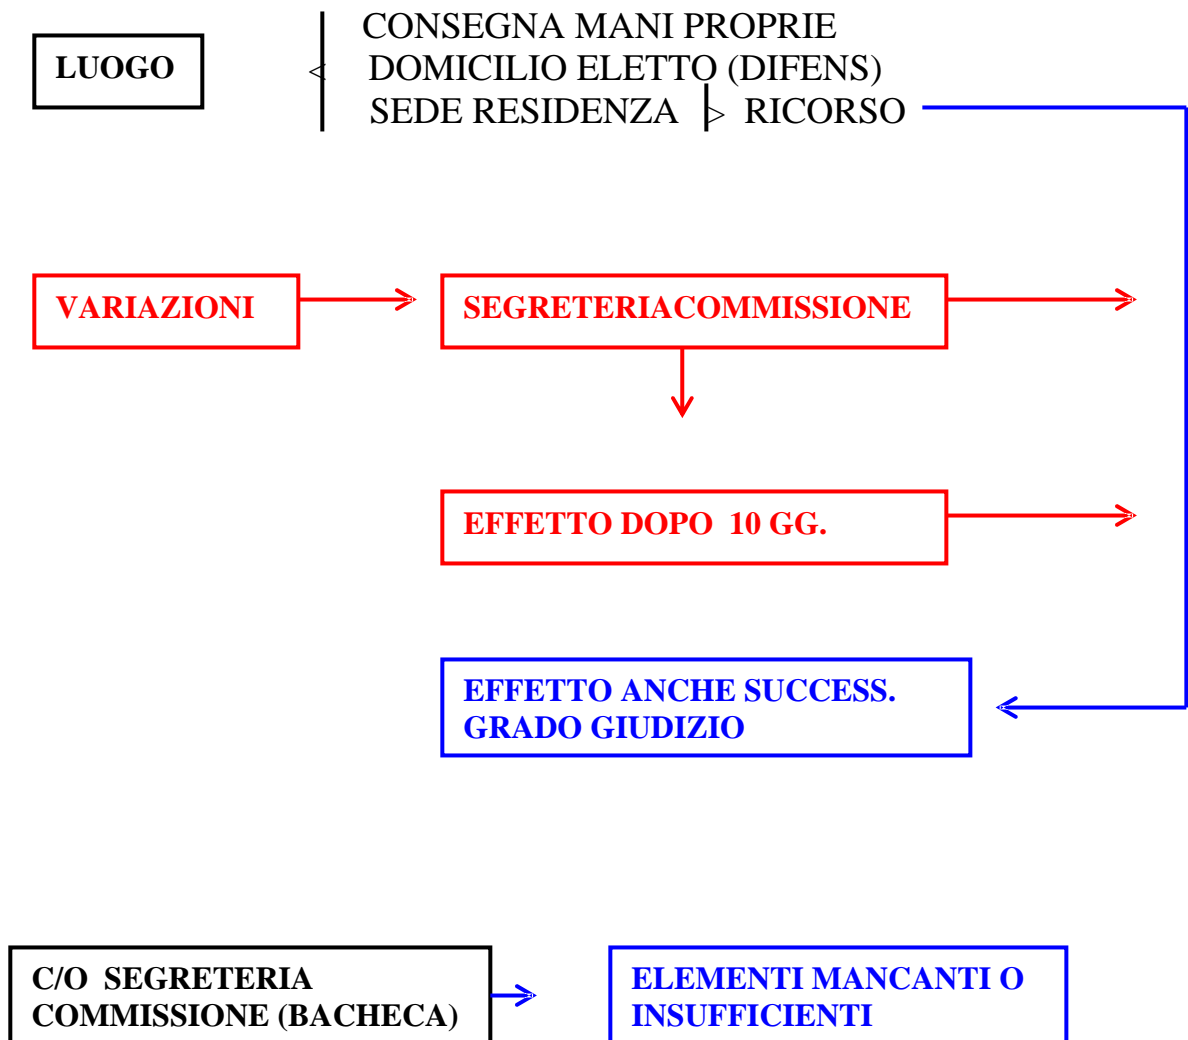 CONSEGNA MANI PROPRIE
LUOGO < DOMICILIO ELETTO (DIFENS)
SEDE RESIDENZA > RICORSO
VARIAZIONI SEGRETERIACOMMISSIONE
EFFETTO DOPO 10 GG.
EFFETTO ANCHE SUCCESS.
GRADO GIUDIZIO
C/O SEGRETERIA
COMMISSIONE (BACHECA)
ELEMENTI MANCANTI O
INSUFFICIENTI